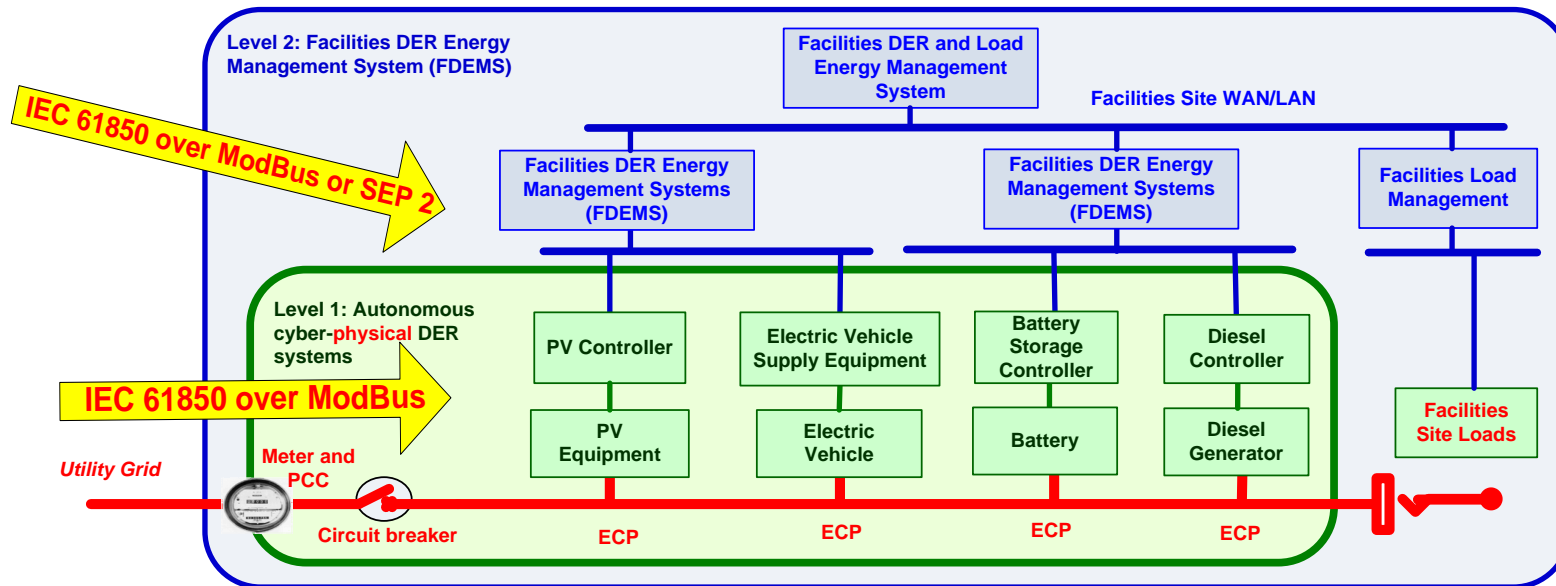 Level 2: Facilities DER Energy
Management System (FDEMS)
Facilities DER and Load
Energy Management
System
Facilities Site WAN/LAN
IEC 61850 over
ModBus or SEP 2
Facilities DER Energy
Management Systems
(FDEMS)
Facilities DER Energy
Management Systems
(FDEMS)
Facilities Load
Management
Level 1: Autonomous
cyber-physical DER
systems
PV Controller
Electric Vehicle
Supply Equipment
Battery
Storage
Controller
Diesel
Controller
IEC 61850 over ModBus
PV
Equipment
Electric
Vehicle
Battery
Diesel
Generator
Facilities
Site Loads
Utility Grid
Meter and
PCC
Circuit breaker
ECP
ECP
ECP
ECP